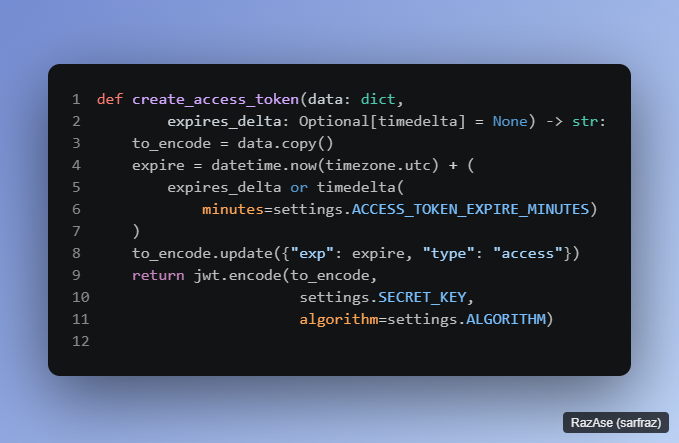 1 def create_access_token(data: dict,
2         expires_delta: Optional[timedelta] = None) -> str:
3     to_encode = data.copy()
4     expire = datetime.now(timezone.utc) + (
5         expires_delta or timedelta(
6             minutes=settings.ACCESS_TOKEN_EXPIRE_MINUTES)
7     )
8     to_encode.update({"exp": expire, "type": "access"})
9     return jwt.encode(to_encode,
10                       settings.SECRET_KEY,
11                       algorithm=settings.ALGORITHM)
12
RazAse (sarfraz)